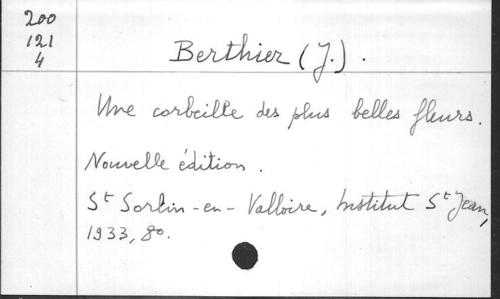 200
121
4
Berthier (J.).
Une corbeille des plus belles fleurs.
Nouvelle édition.
St Sorlin-en-Valloire, Institut St Jean,
1933, 8o.